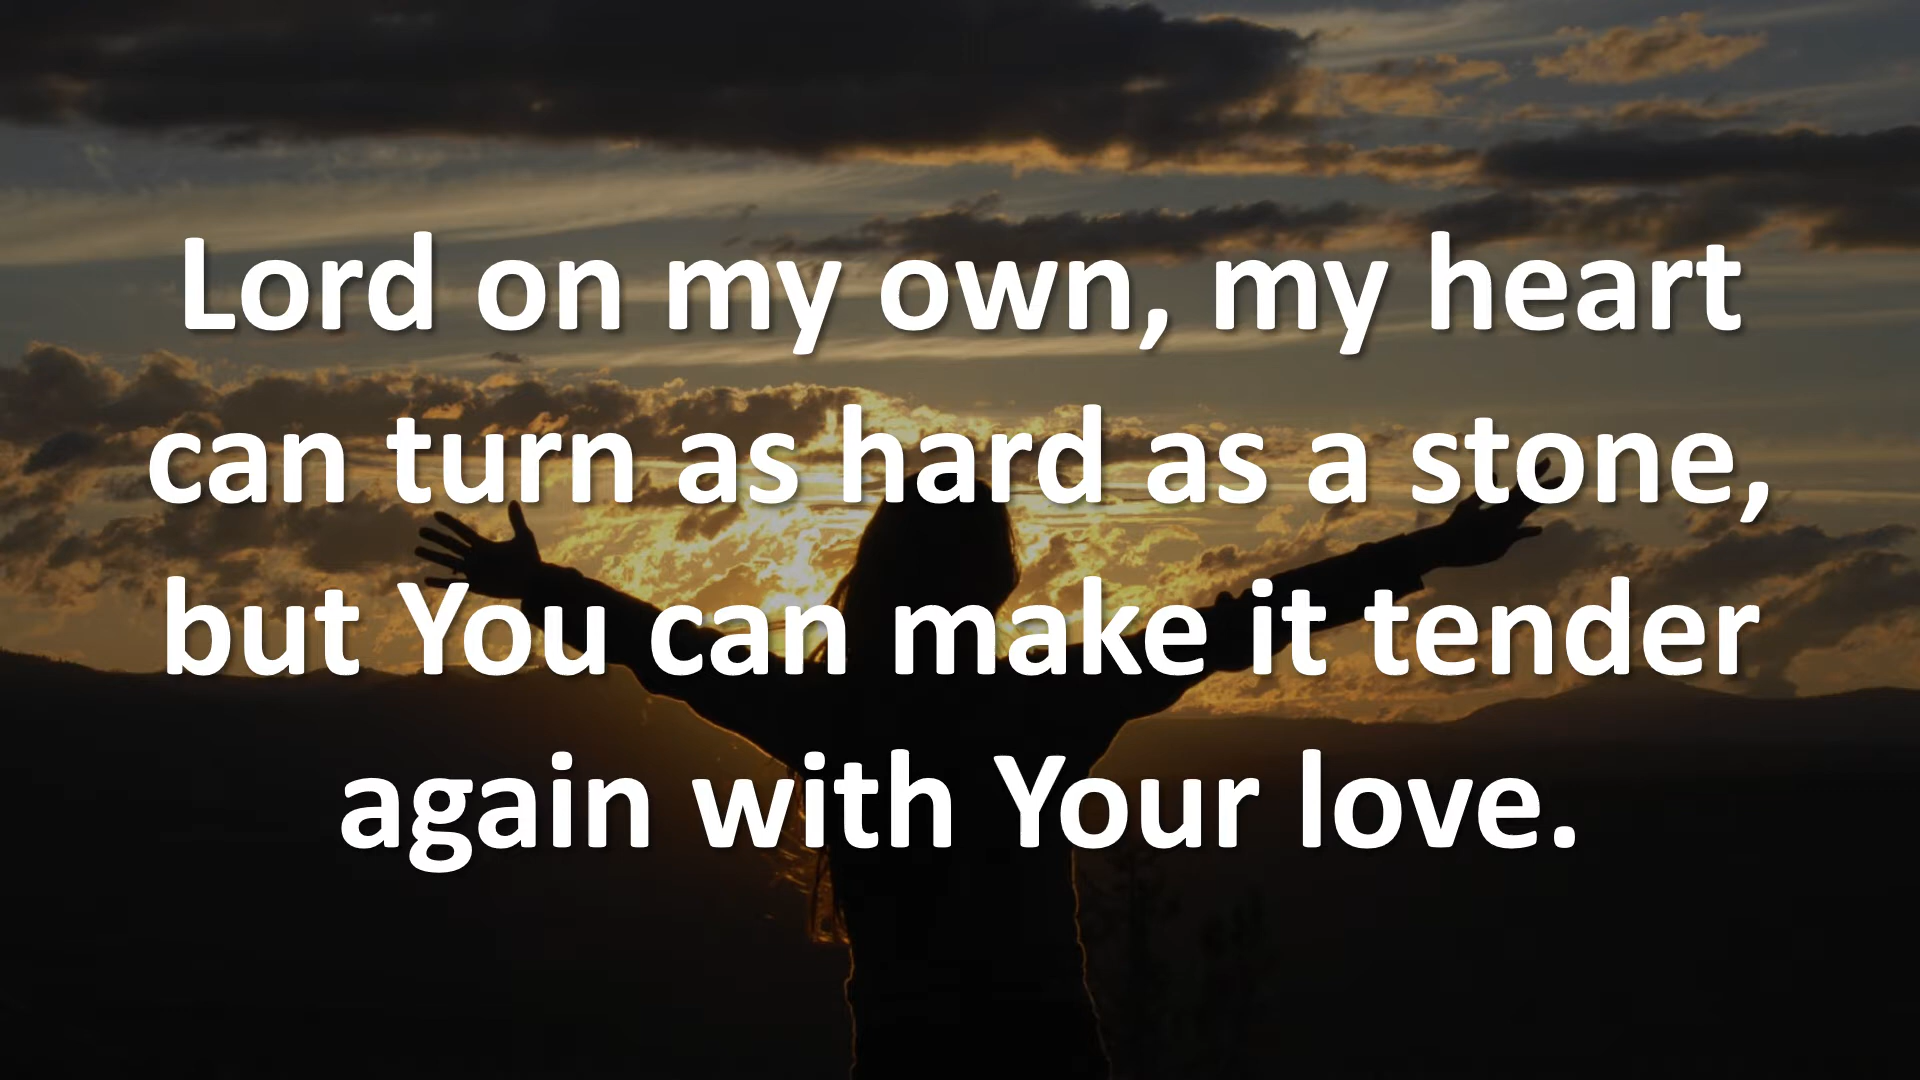 Lord on my own, my heart
can turn as hard as a stone,
but You can make it tender
again with Your love.